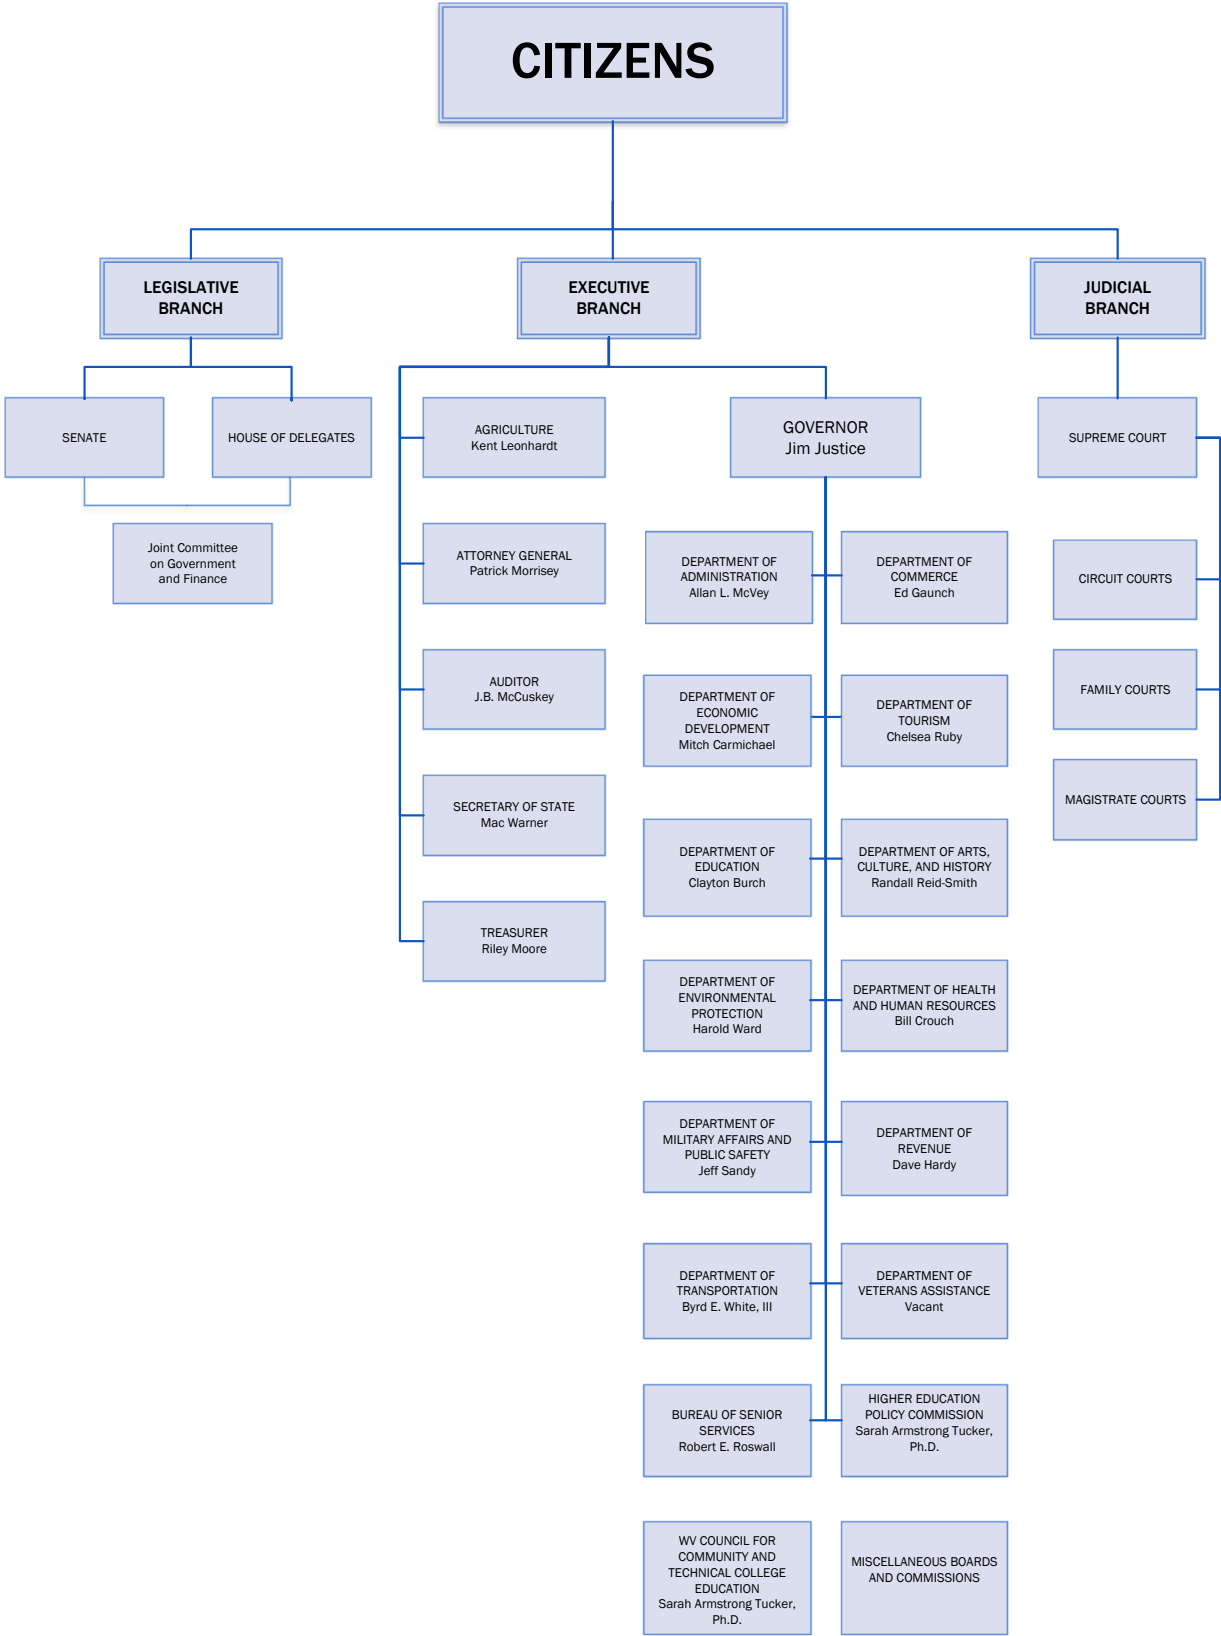 CITIZENS
LEGISLATIVE
BRANCH
EXECUTIVE
BRANCH
JUDICIAL
BRANCH
SENATE
HOUSE OF DELEGATES
Joint Committee
on Government
and Finance
AGRICULTURE
Kent Leonhardt
ATTORNEY GENERAL
Patrick Morrisey
AUDITOR
J.B. McCuskey
SECRETARY OF STATE
Mac Warner
TREASURER
Riley Moore
GOVERNOR
Jim Justice
DEPARTMENT OF
ADMINISTRATION
Allan L. McVey
DEPARTMENT OF
COMMERCE
Ed Gaunch
DEPARTMENT OF
ECONOMIC
DEVELOPMENT
Mitch Carmichael
DEPARTMENT OF
TOURISM
Chelsea Ruby
DEPARTMENT OF
EDUCATION
Clayton Burch
DEPARTMENT OF ARTS,
CULTURE, AND HISTORY
Randall Reid-Smith
DEPARTMENT OF
ENVIRONMENTAL
PROTECTION
Harold Ward
DEPARTMENT OF HEALTH
AND HUMAN RESOURCES
Bill Crouch
DEPARTMENT OF
MILITARY AFFAIRS AND
PUBLIC SAFETY
Jeff Sandy
DEPARTMENT OF
REVENUE
Dave Hardy
DEPARTMENT OF
TRANSPORTATION
Byrd E. White, III
DEPARTMENT OF
VETERANS ASSISTANCE
Vacant
BUREAU OF SENIOR
SERVICES
Robert E. Roswall
HIGHER EDUCATION
POLICY COMMISSION
Sarah Armstrong Tucker,
Ph.D.
WV COUNCIL FOR
COMMUNITY AND
TECHNICAL COLLEGE
EDUCATION
Sarah Armstrong Tucker,
Ph.D.
MISCELLANEOUS BOARDS
AND COMMISSIONS
SUPREME COURT
CIRCUIT COURTS
FAMILY COURTS
MAGISTRATE COURTS